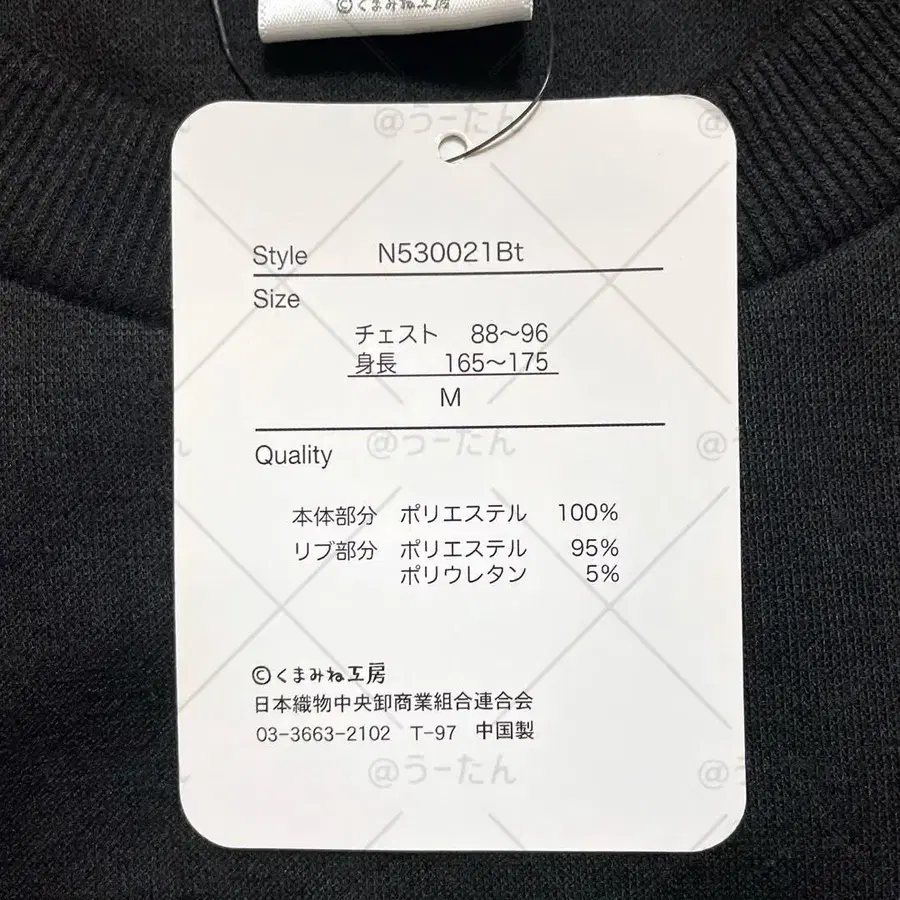 ©くまみね工房
@うーたん
@う
Style N530021Bt
Size
チェスト 88〜96
身長 165〜175
M
@うーたん
@う
Quality
本体部分 ポリエステル 100%
リブ部分 ポリエステル 95%
ポリウレタン 5%
©くまみね工房
日本織物中央卸商業組合連合会
03-3663-2102 T-97 中国製
@うーたん
@う